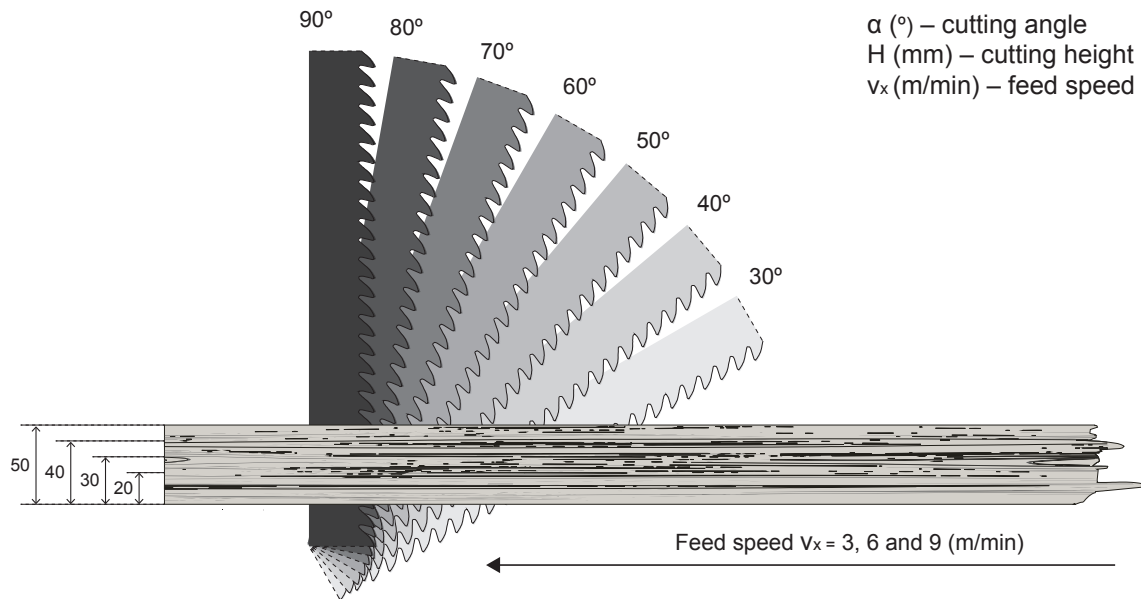 90º
80º
70º
60º
50º
40º
30º
α (º) – cutting angle
H (mm) – cutting height
vx (m/min) – feed speed
50
40
30
20
Feed speed vx = 3, 6 and 9 (m/min)